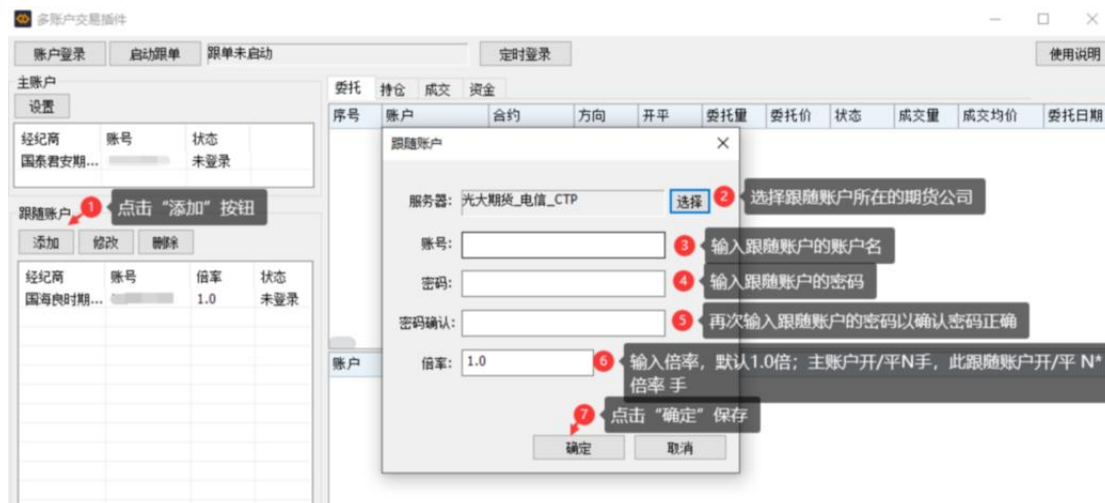 多账户交易插件
账户登录 启动跟单 跟单未启动 定时登录 使用说明
主账户
设置
经纪商 账号 状态
国泰君安期... 未登录
跟随账户 1 点击“添加”按钮
添加 修改 删除
经纪商 账号 倍率 状态
国海良时期... 1.0 未登录
委托 持仓 成交 资金
序号 账户 合约 方向 开平 委托量 委托价 状态 成交量 成交均价 委托日期
账户
跟随账户
服务器: 光大期货_电信_CTP 选择 2 选择跟随账户所在的期货公司
账号: 3 输入跟随账户的账户名
密码: 4 输入跟随账户的密码
密码确认: 5 再次输入跟随账户的密码以确认密码正确
倍率: 1.0 6 输入倍率，默认1.0倍；主账户开/平N手，此跟随账户开/平 N*
倍率 手
7 点击“确定”保存
确定 取消